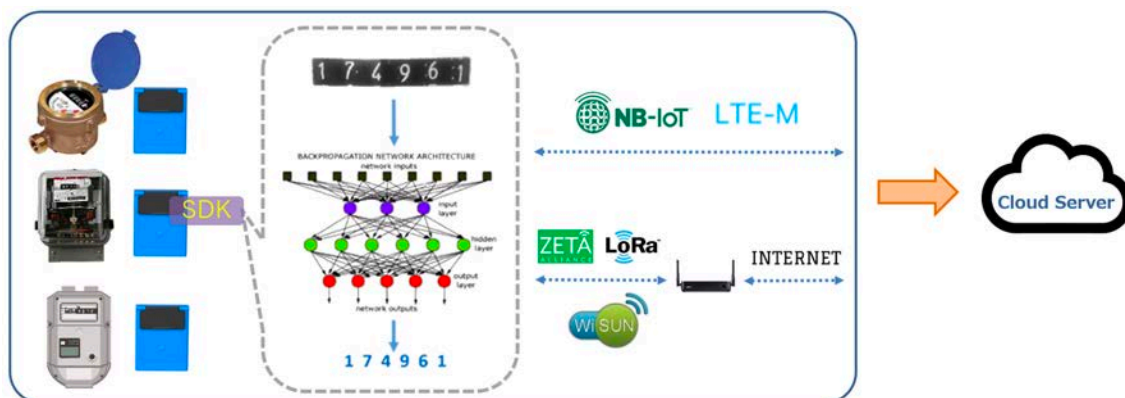 SDK
1 7 4 9 6 1
BACKPROPAGATION NETWORK ARCHITECTURE
network inputs
input
layer
hidden
layer
output
layer
network outputs
1 7 4 9 6 1
NB-IoT LTE-M
ZETA
ALLIANCE
LoRa
Wi SUN
INTERNET
Cloud Server